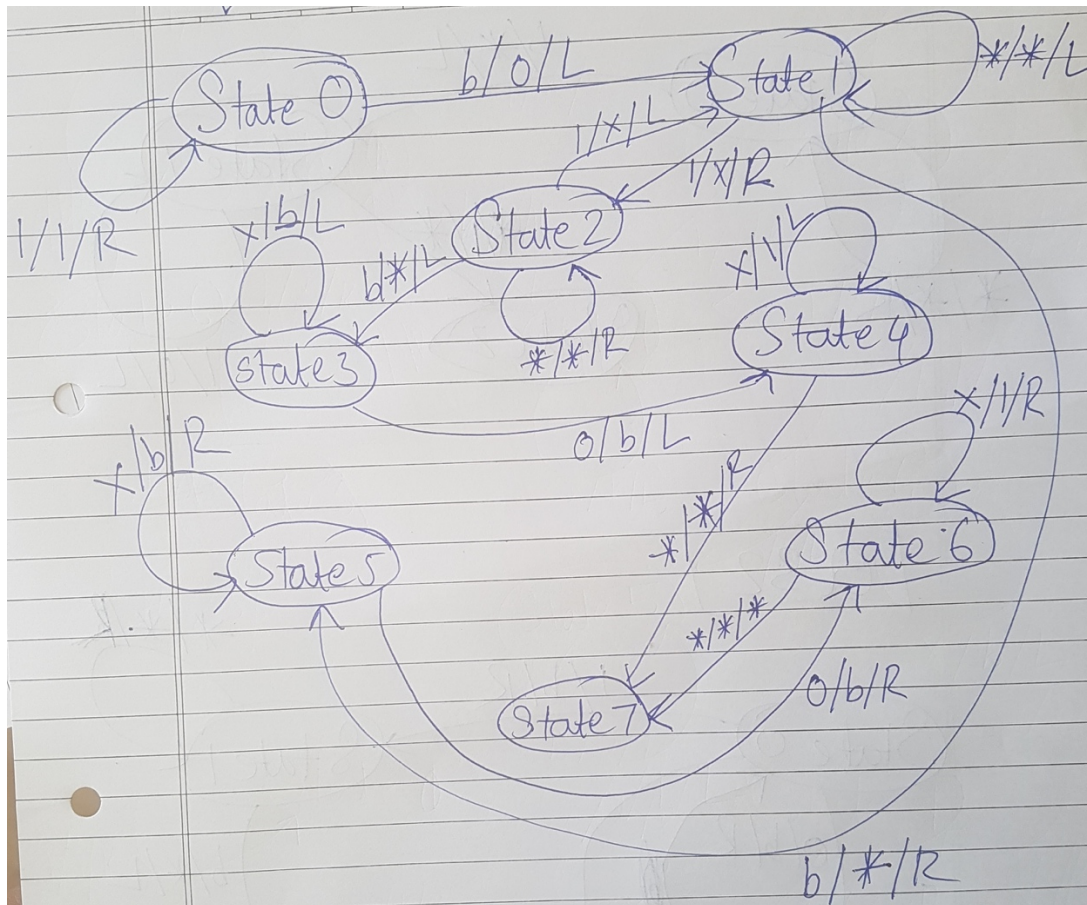 State 0
b/0/L
State 1
*/*/L
1/1/R
1/x/L
1/x/R
State 2
x/b/L
b/*/L
*/*/R
State 3
x/1/L
State 4
0/b/L
x/b/R
State 5
*/*/R
x/1/R
State 6
*/*/*
0/b/R
State 7
b/*/R